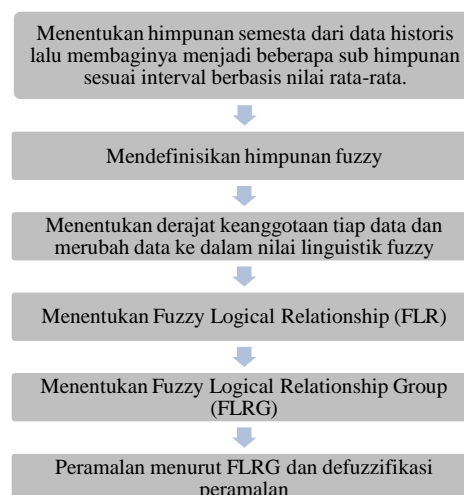 Menentukan himpunan semesta dari data historis
lalu membaginya menjadi beberapa sub himpunan
sesuai interval berbasis nilai rata-rata.
Mendefinisikan himpunan fuzzy
Menentukan derajat keanggotaan tiap data dan
merubah data ke dalam nilai linguistik fuzzy
Menentukan Fuzzy Logical Relationship (FLR)
Menentukan Fuzzy Logical Relationship Group
(FLRG)
Peramalan menurut FLRG dan defuzzifikasi
peramalan